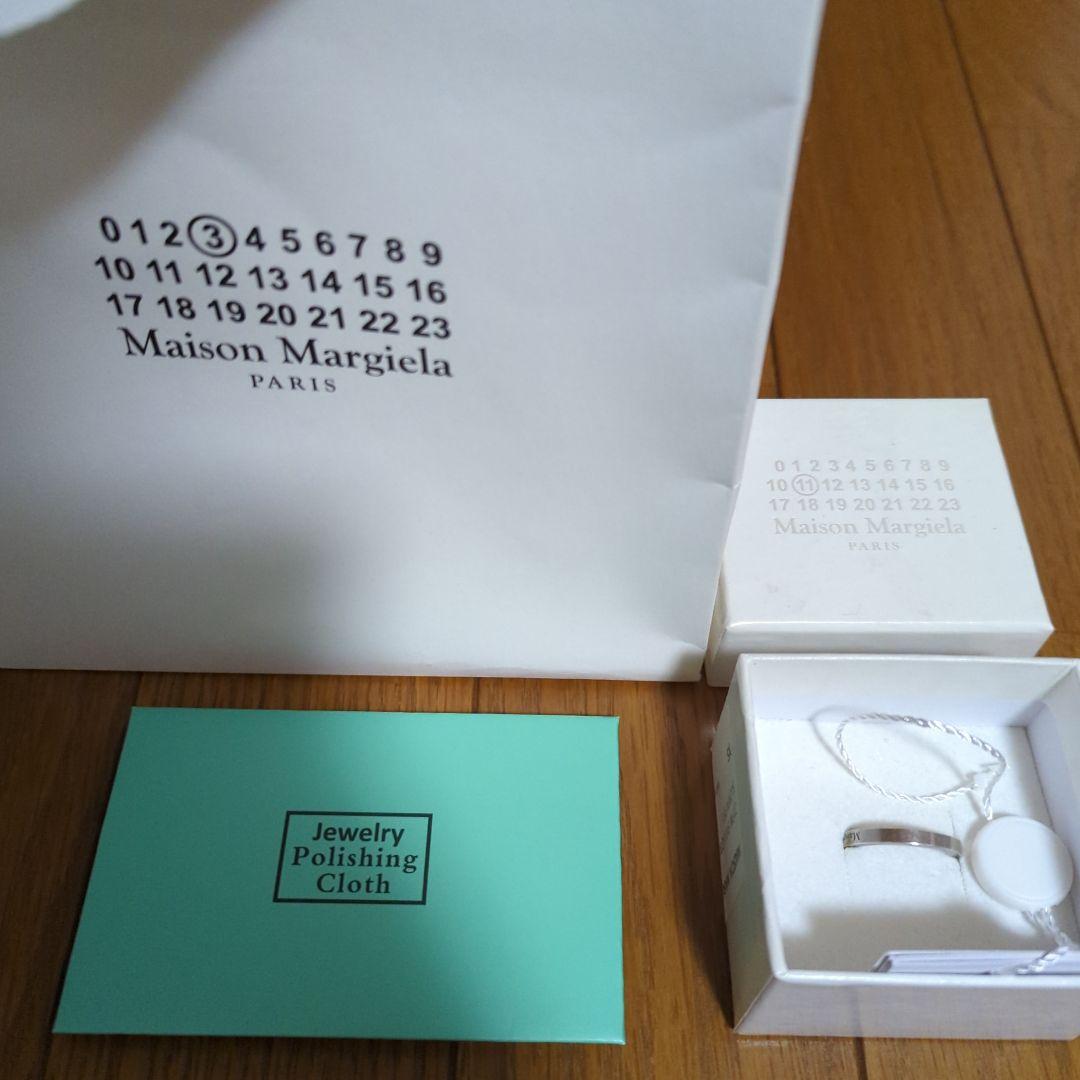 0 1 2 3 4 5 6 7 8 9
10 11 12 13 14 15 16
17 18 19 20 21 22 23
Maison Margiela
PARIS
0 1 2 3 4 5 6 7 8 9
10 11 12 13 14 15 16
17 18 19 20 21 22 23
Maison Margiela
PARIS
Jewelry
Polishing
Cloth